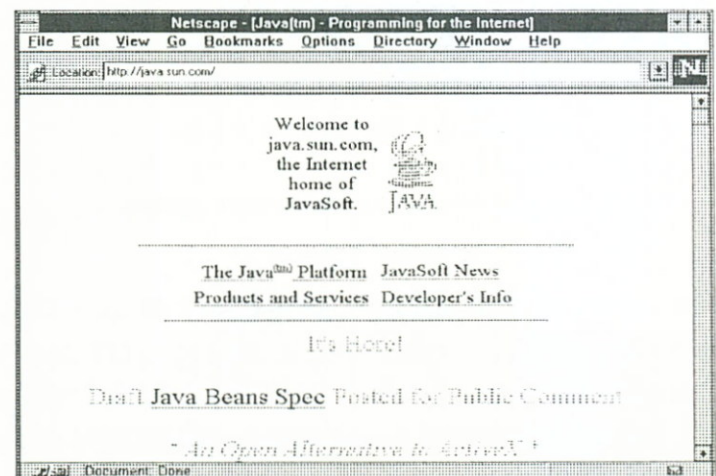 Netscape - [Java(tm) - Programming for the Internet]
File Edit View Go Bookmarks Options Directory Window Help
Location: http://java.sun.com/
Welcome to
java.sun.com,
the Internet
home of
JavaSoft.
JAVA
The Java(tm) Platform JavaSoft News
Products and Services Developer's Info
It's Here!
Draft Java Beans Spec Posted for Public Comment
" An Open Alternative to ActiveX "
Document: Done